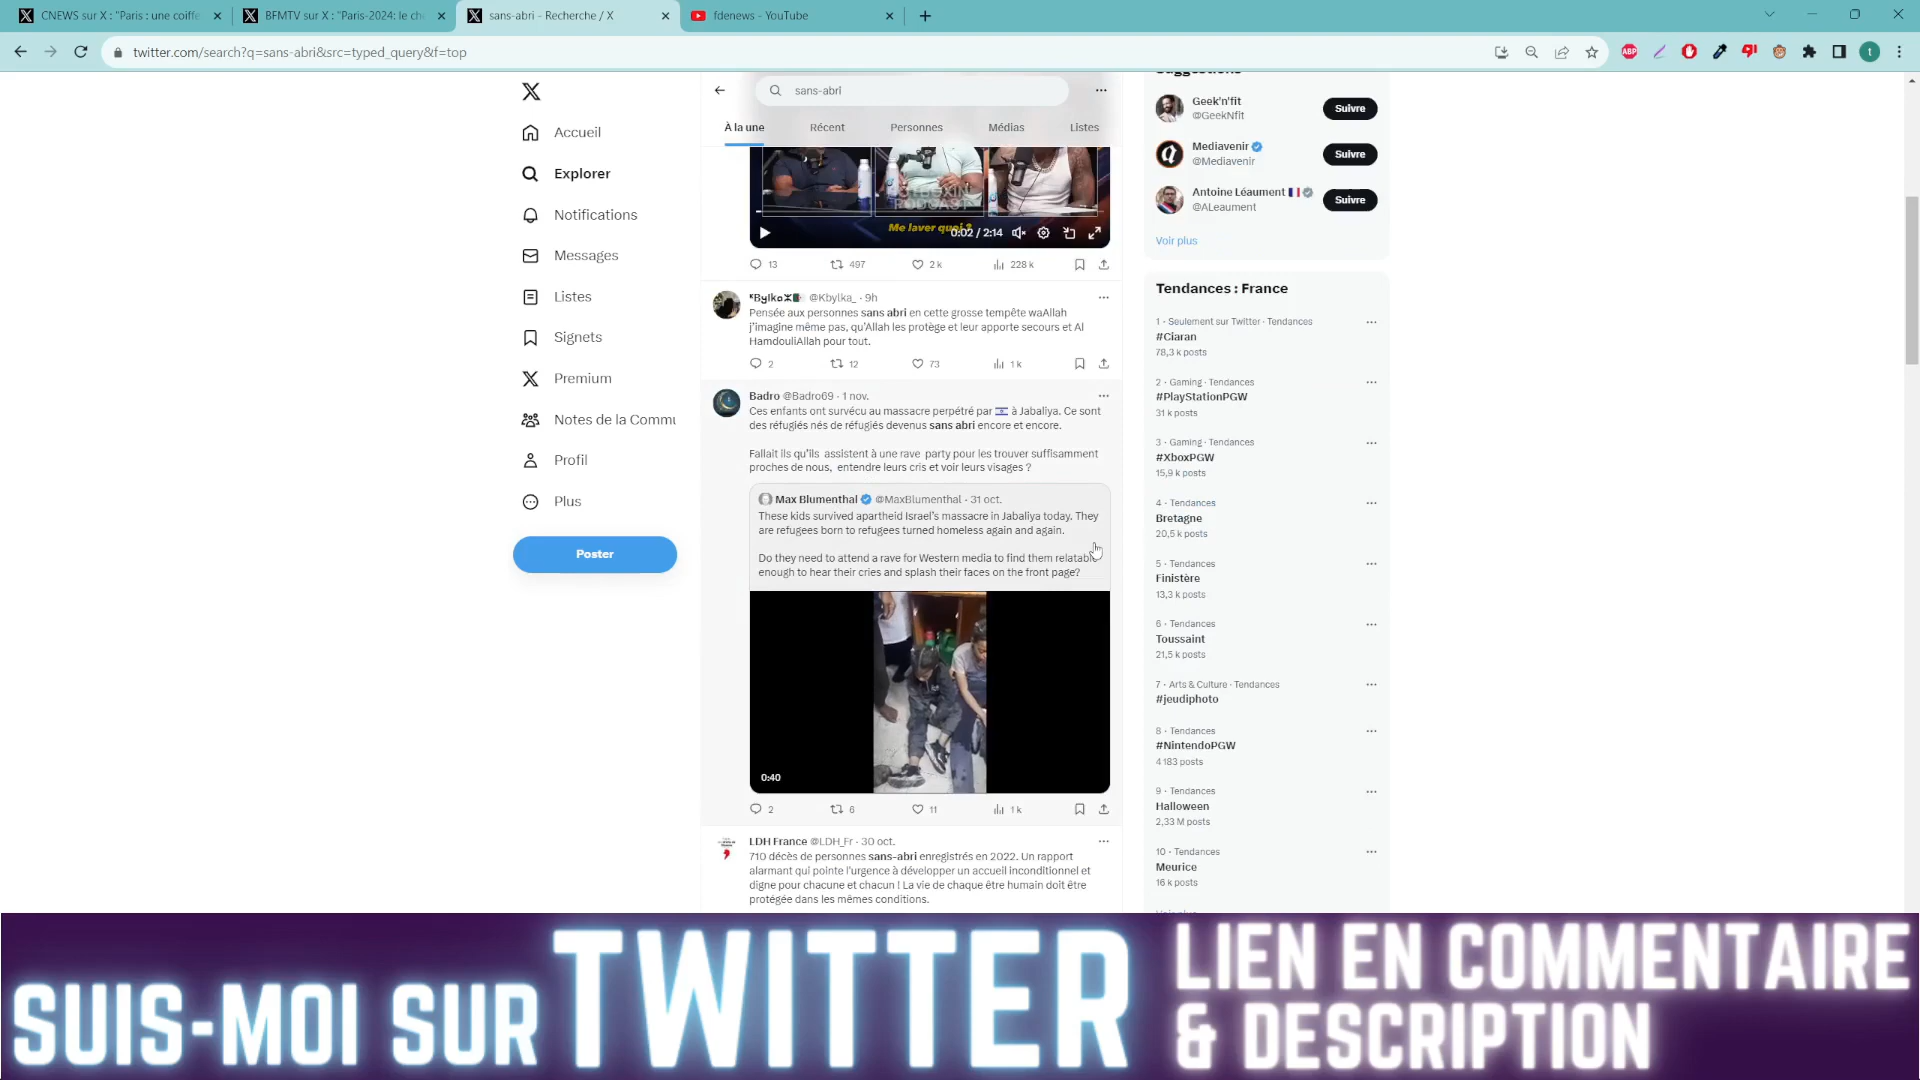 CNEWS sur X : "Paris : une coiffe
BFMTV sur X : "Paris-2024: le ch
sans-abri - Recherche / X
fdenews - YouTube
twitter.com/search?q=sans-abri&src=typed_query&f=top
ABP
t
Accueil
Explorer
Notifications
Messages
Listes
Signets
Premium
Notes de la Commu
Profil
Plus
Poster
sans-abri
À la une
Récent
Personnes
Médias
Listes
PODCAST
Me laver quoi ?
0:02 / 2:14
13
497
2 k
228 k
@Kbylka_ · 9h
Pensée aux personnes sans abri en cette grosse tempête waAllah
j'imagine même pas, qu'Allah les protège et leur apporte secours et Al
HamdouliAllah pour tout.
2
12
73
1 k
Badro @Badro69 · 1 nov.
Ces enfants ont survécu au massacre perpétré par 🇮🇱 à Jabaliya. Ce sont
des réfugiés nés de réfugiés devenus sans abri encore et encore.
Fallait ils qu'ils assistent à une rave party pour les trouver suffisamment
proches de nous, entendre leurs cris et voir leurs visages ?
Max Blumenthal @MaxBlumenthal · 31 oct.
These kids survived apartheid Israel's massacre in Jabaliya today. They
are refugees born to refugees turned homeless again and again.
Do they need to attend a rave for Western media to find them relatable
enough to hear their cries and splash their faces on the front page?
0:40
2
6
11
1 k
LDH France @LDH_Fr · 30 oct.
710 décès de personnes sans-abri enregistrés en 2022. Un rapport
alarmant qui pointe l'urgence à développer un accueil inconditionnel et
digne pour chacune et chacun ! La vie de chaque être humain doit être
protégée dans les mêmes conditions.
Suggestions
Geek'n'fit
@GeekNfit
Suivre
Mediavenir
@Mediavenir
Suivre
Antoine Léaument 🇫🇷
@ALeaument
Suivre
Voir plus
Tendances : France
1 · Seulement sur Twitter · Tendances
#Ciaran
78,3 k posts
2 · Gaming · Tendances
#PlayStationPGW
31 k posts
3 · Gaming · Tendances
#XboxPGW
15,9 k posts
4 · Tendances
Bretagne
20,5 k posts
5 · Tendances
Finistère
13,3 k posts
6 · Tendances
Toussaint
21,5 k posts
7 · Arts & Culture · Tendances
#jeudiphoto
8 · Tendances
#NintendoPGW
4 183 posts
9 · Tendances
Halloween
2,33 M posts
10 · Tendances
Meurice
16 k posts
SUIS-MOI SUR TWITTER
LIEN EN COMMENTAIRE
& DESCRIPTION